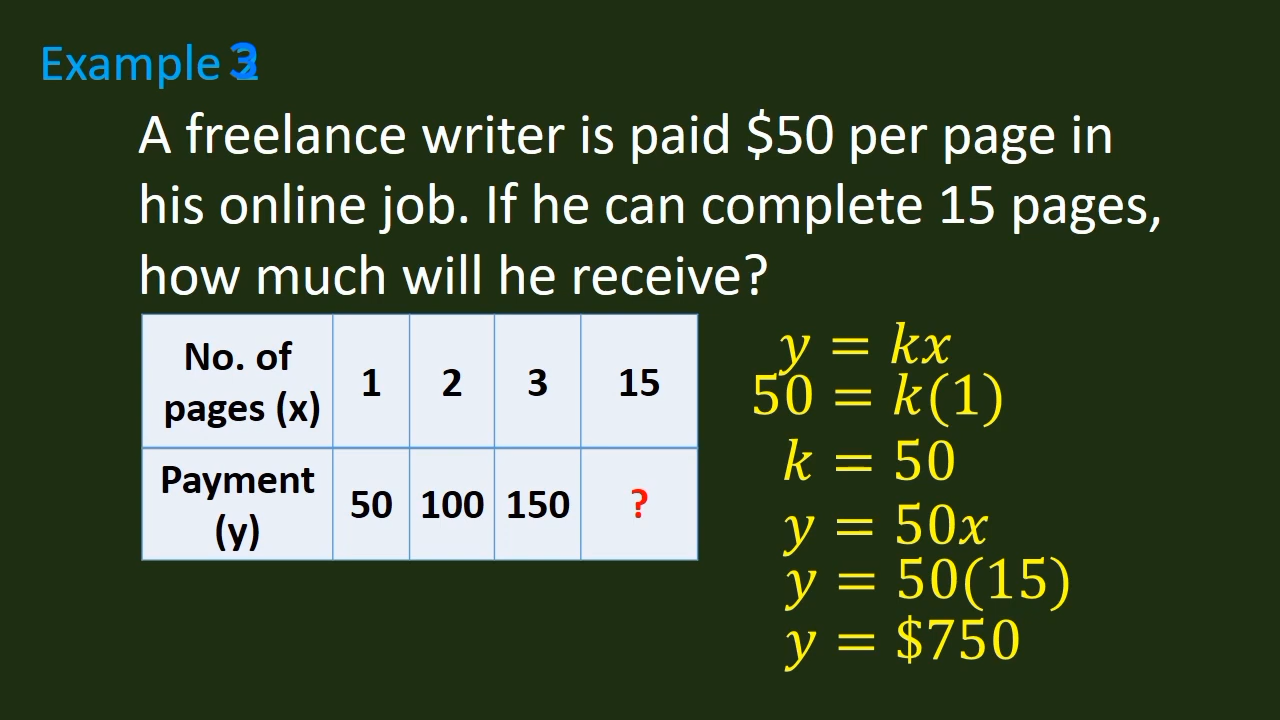 Example 3
A freelance writer is paid $50 per page in
his online job. If he can complete 15 pages,
how much will he receive?
No. of pages (x) 1 2 3 15
Payment (y) 50 100 150 ?
y = kx
50 = k(1)
k = 50
y = 50x
y = 50(15)
y = $750